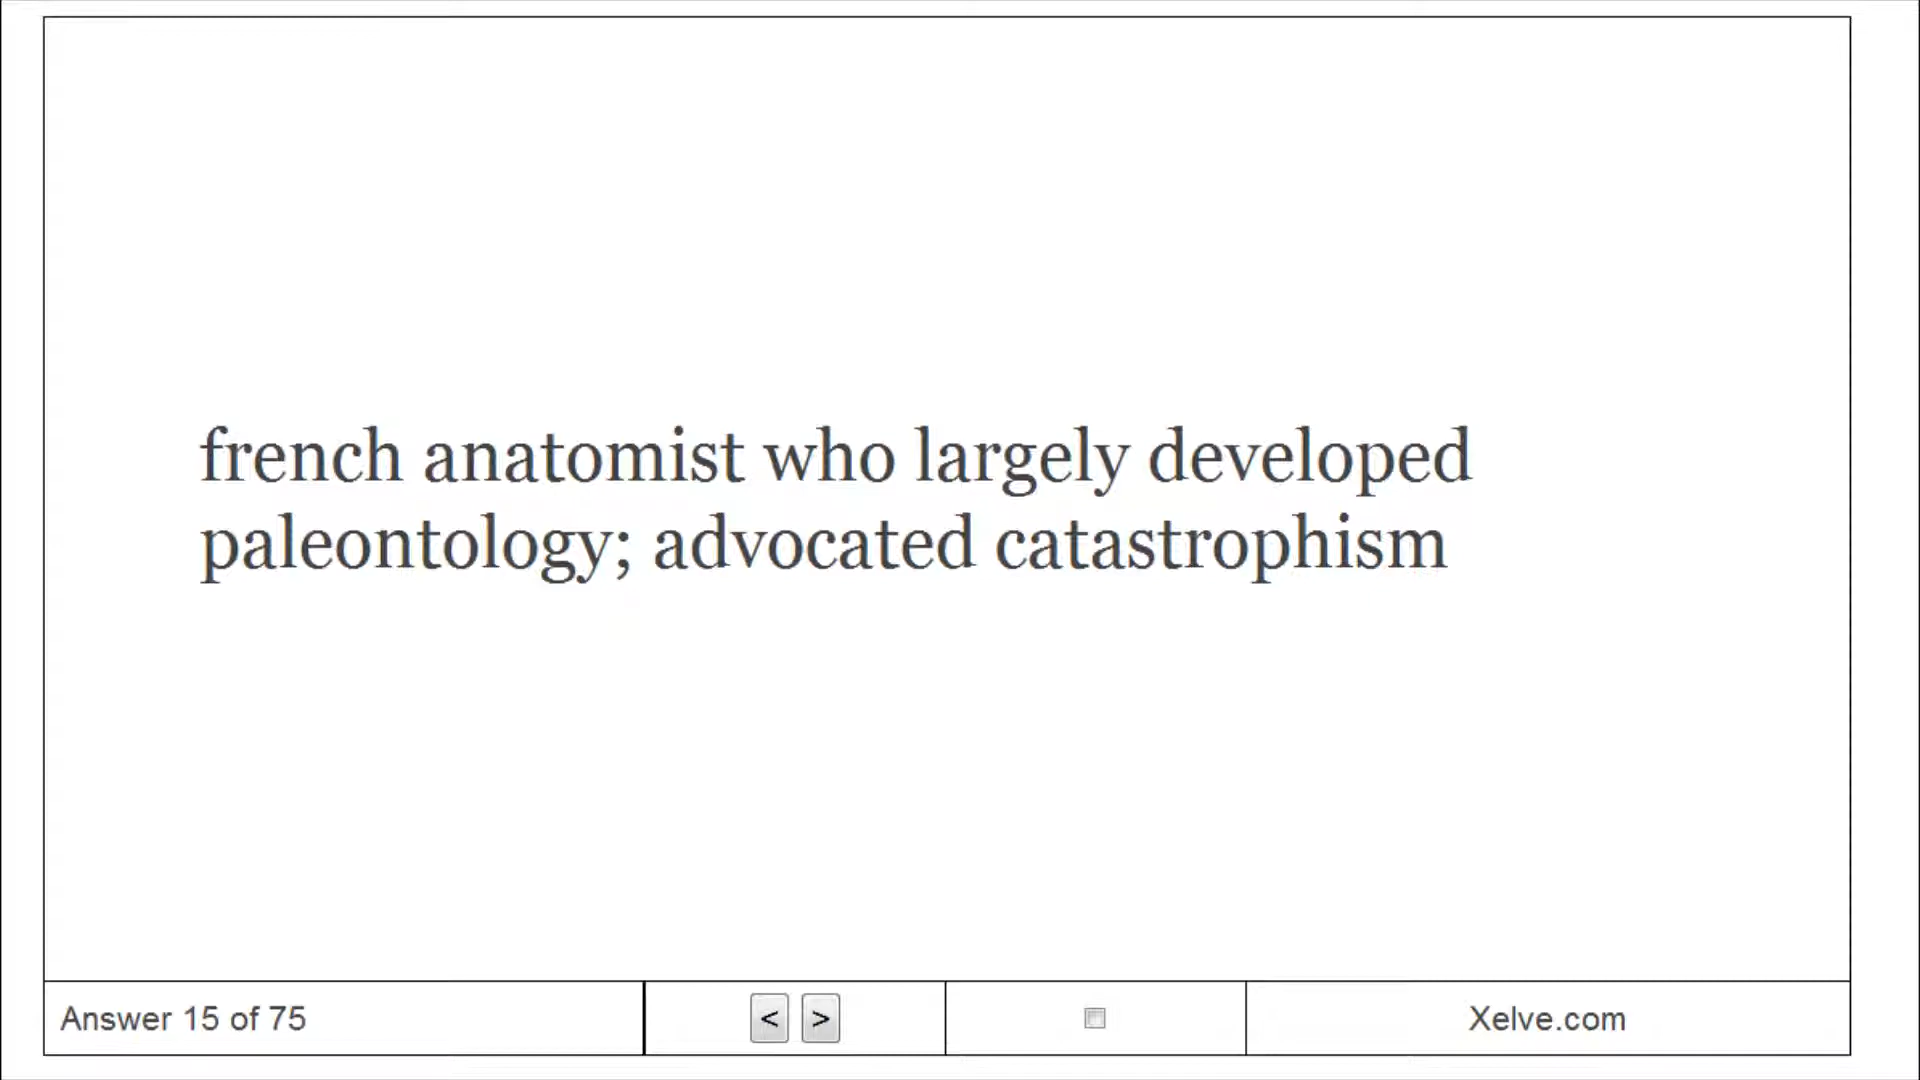 french anatomist who largely developed
paleontology; advocated catastrophism
Answer 15 of 75
< >
Xelve.com